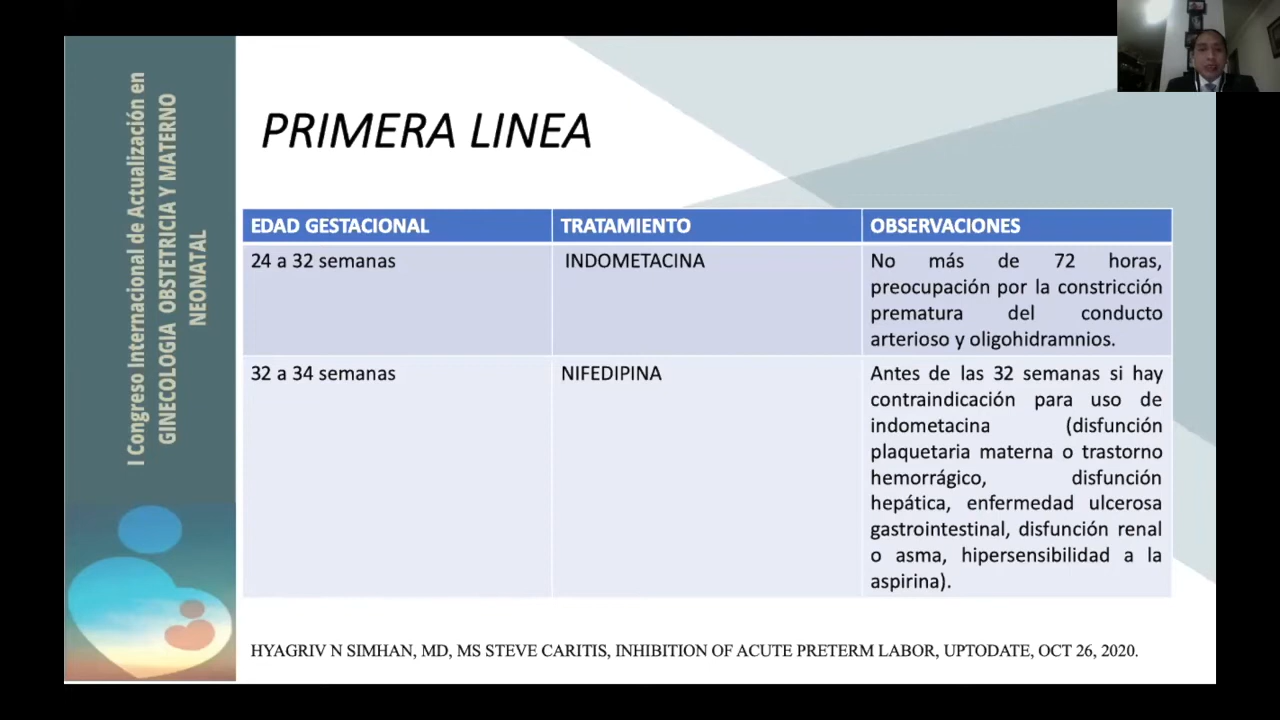 I Congreso Internacional de Actualización en
GINECOLOGIA OBSTETRICIA Y MATERNO
NEONATAL
PRIMERA LINEA
EDAD GESTACIONAL
TRATAMIENTO
OBSERVACIONES
24 a 32 semanas
INDOMETACINA
No más de 72 horas,
preocupación por la constricción
prematura del conducto
arterioso y oligohidramnios.
32 a 34 semanas
NIFEDIPINA
Antes de las 32 semanas si hay
contraindicación para uso de
indometacina (disfunción
plaquetaria materna o trastorno
hemorrágico, disfunción
hepática, enfermedad ulcerosa
gastrointestinal, disfunción renal
o asma, hipersensibilidad a la
aspirina).
HYAGRIV N SIMHAN, MD, MS STEVE CARITIS, INHIBITION OF ACUTE PRETERM LABOR, UPTODATE, OCT 26, 2020.